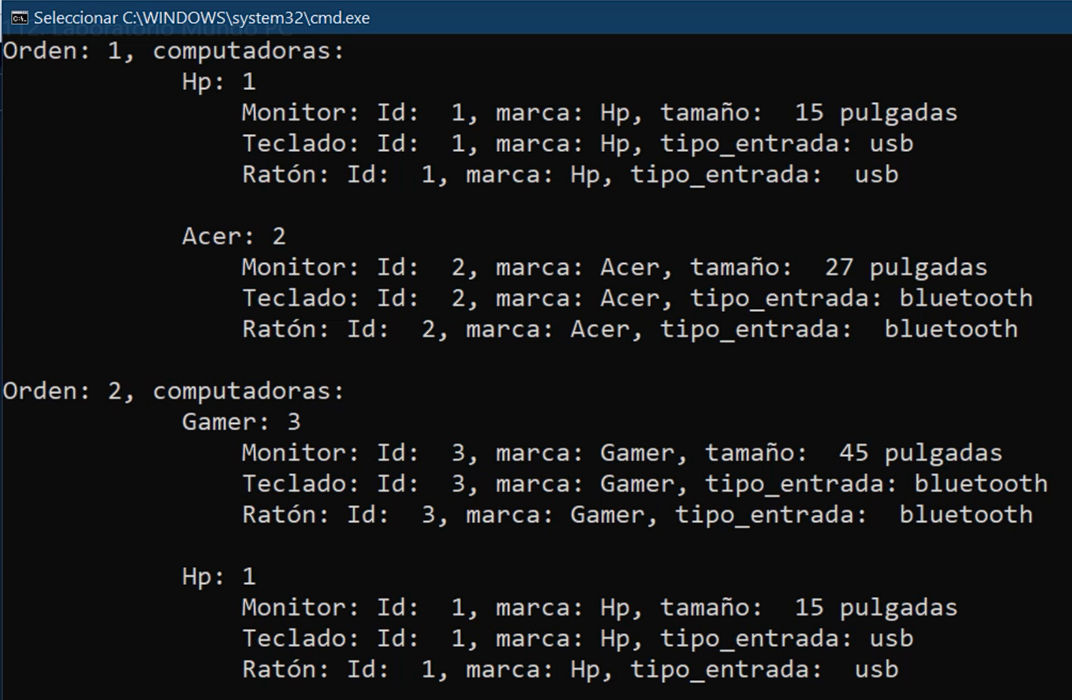 Seleccionar C:\WINDOWS\system32\cmd.exe
112. Laboratorio Mundo PC
Orden: 1, computadoras:
Hp: 1
Monitor: Id:  1, marca: Hp, tamaño:  15 pulgadas
Teclado: Id:  1, marca: Hp, tipo_entrada: usb
Ratón: Id:  1, marca: Hp, tipo_entrada:  usb
Acer: 2
Monitor: Id:  2, marca: Acer, tamaño:  27 pulgadas
Teclado: Id:  2, marca: Acer, tipo_entrada: bluetooth
Ratón: Id:  2, marca: Acer, tipo_entrada:  bluetooth
Orden: 2, computadoras:
Gamer: 3
Monitor: Id:  3, marca: Gamer, tamaño:  45 pulgadas
Teclado: Id:  3, marca: Gamer, tipo_entrada: bluetooth
Ratón: Id:  3, marca: Gamer, tipo_entrada:  bluetooth
Hp: 1
Monitor: Id:  1, marca: Hp, tamaño:  15 pulgadas
Teclado: Id:  1, marca: Hp, tipo_entrada: usb
Ratón: Id:  1, marca: Hp, tipo_entrada:  usb